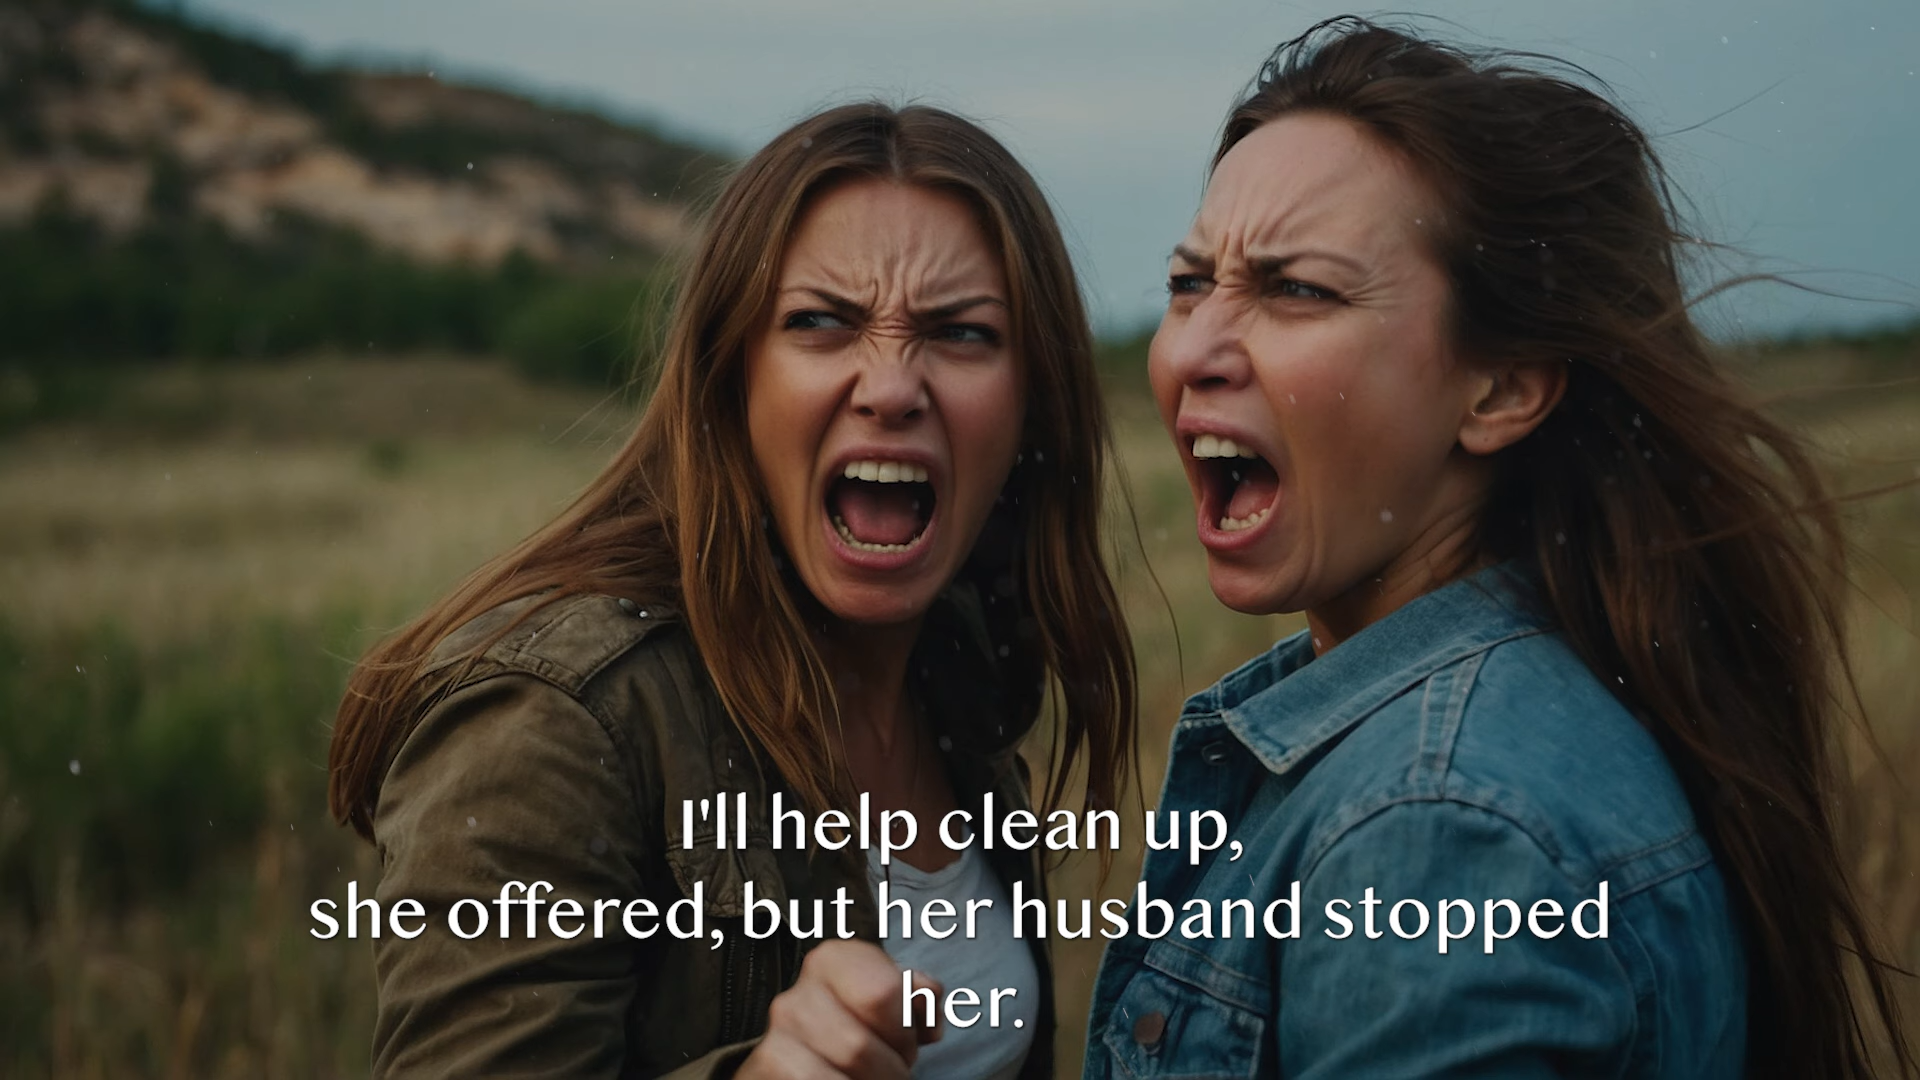 I'll help clean up,
she offered, but her husband stopped
her.